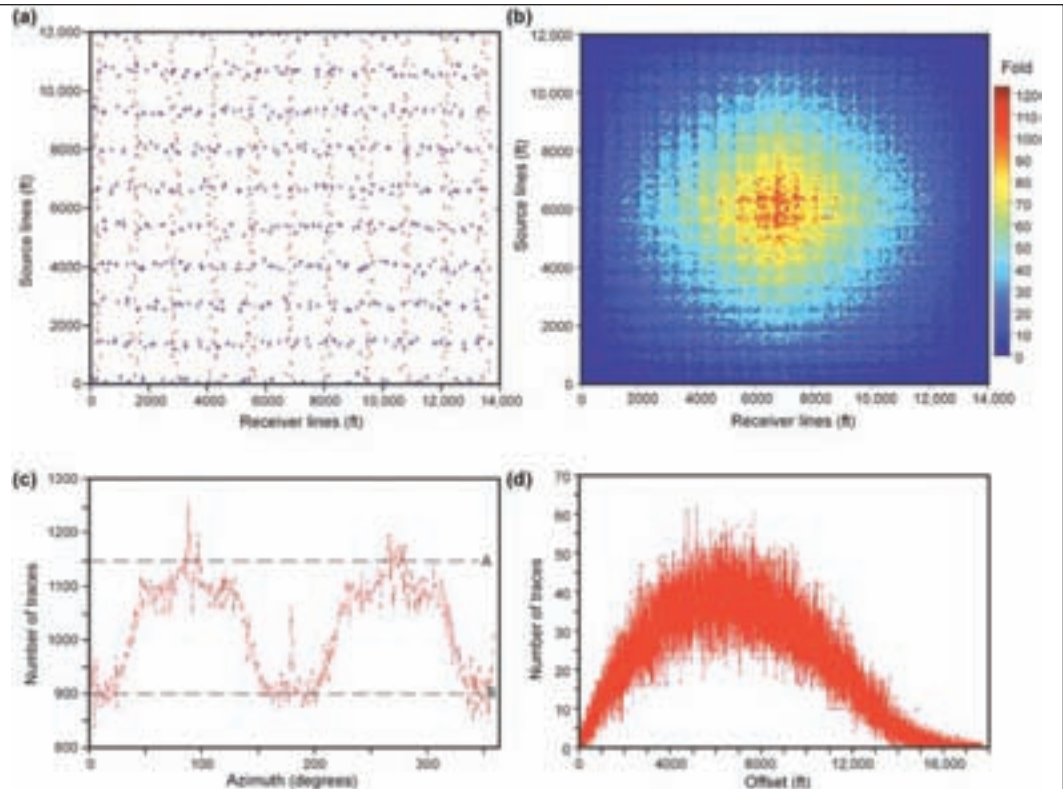 (a)
12,000
10,000
8000
6000
4000
2000
0
Source lines (ft)
0 2000 4000 6000 8000 10,000 12,000 14,000
Receiver lines (ft)
(b)
12,000
10,000
8000
6000
4000
2000
0
Source lines (ft)
2000 4000 6000 8000 10,000 12,000 14,000
Receiver lines (ft)
Fold
120
100
90
80
70
60
50
40
30
20
10
0
(c)
1300
1200
1100
1000
900
800
Number of traces
A
0 100 200 300
Azimuth (degrees)
(d)
70
60
50
40
30
20
10
0
Number of traces
0 4000 8000 12,000 16,000
Offset (ft)